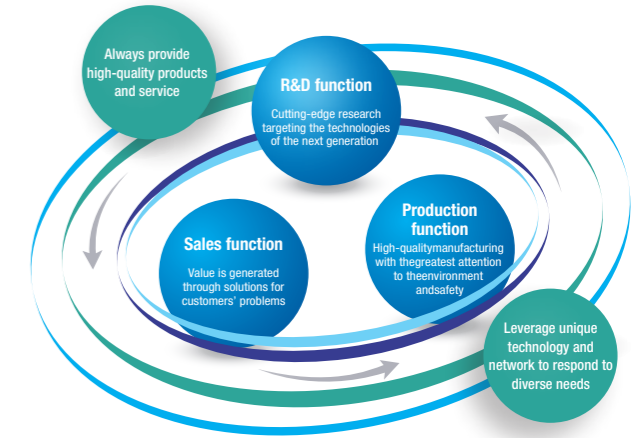 Always provide
high-quality products
and service
R&D function
Cutting-edge research
targeting the technologies
of the next generation
Production
function
High-qualitymanufacturing
with thegreatest attention
to theenvironment
andsafety
Sales function
Value is generated
through solutions for
customers' problems
Leverage unique
technology and
network to respond to
diverse needs